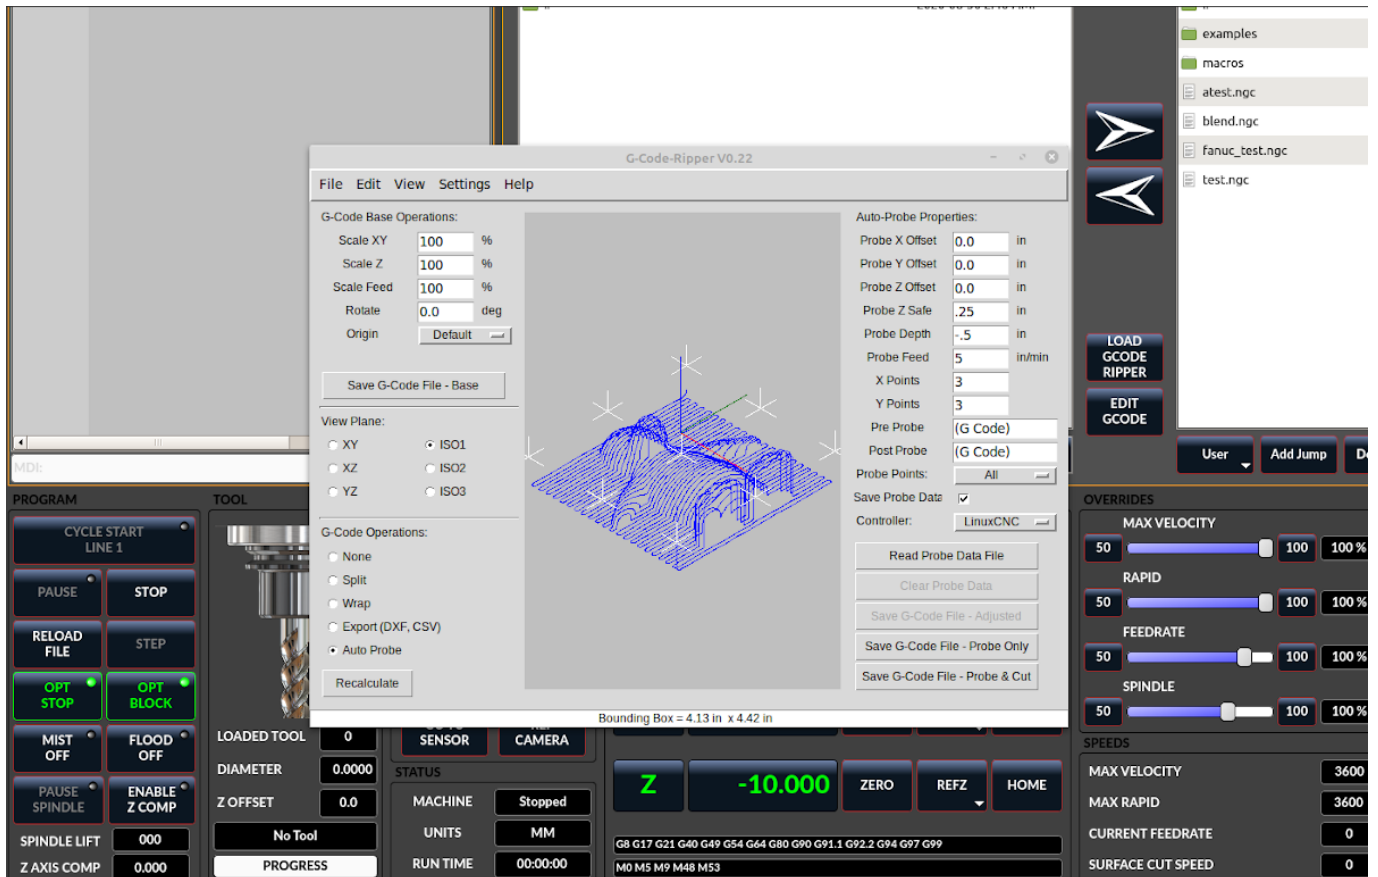 examples
macros
atest.ngc
blend.ngc
fanuc_test.ngc
test.ngc
G-Code-Ripper V0.22
File Edit View Settings Help
G-Code Base Operations:
Scale XY 100 %
Scale Z 100 %
Scale Feed 100 %
Rotate 0.0 deg
Origin Default
Save G-Code File - Base
View Plane:
XY ISO1
XZ ISO2
YZ ISO3
G-Code Operations:
None
Split
Wrap
Export (DXF, CSV)
Auto Probe
Recalculate
Auto-Probe Properties:
Probe X Offset 0.0 in
Probe Y Offset 0.0 in
Probe Z Offset 0.0 in
Probe Z Safe .25 in
Probe Depth -.5 in
Probe Feed 5 in/min
X Points 3
Y Points 3
Pre Probe (G Code)
Post Probe (G Code)
Probe Points: All
Save Probe Data
Controller: LinuxCNC
Read Probe Data File
Clear Probe Data
Save G-Code File - Adjusted
Save G-Code File - Probe Only
Save G-Code File - Probe & Cut
Bounding Box = 4.13 in x 4.42 in
LOAD
GCODE
RIPPER
EDIT
GCODE
User Add Jump
MDI:
PROGRAM
CYCLE START
LINE 1
PAUSE STOP
RELOAD
FILE
STEP
OPT
STOP
OPT
BLOCK
MIST
OFF
FLOOD
OFF
PAUSE
SPINDLE
ENABLE
Z COMP
SPINDLE LIFT 000
Z AXIS COMP 0.000
TOOL
LOADED TOOL 0
DIAMETER 0.0000
Z OFFSET 0.0
No Tool
PROGRESS
SENSOR
CAMERA
STATUS
MACHINE Stopped
UNITS MM
RUN TIME 00:00:00
Z -10.000 ZERO REFZ HOME
G8 G17 G21 G40 G49 G54 G64 G80 G90 G91.1 G92.2 G94 G97 G99
M0 M5 M9 M48 M53
OVERRIDES
MAX VELOCITY
50 100 100 %
RAPID
50 100 100 %
FEEDRATE
50 100 100 %
SPINDLE
50 100 100 %
SPEEDS
MAX VELOCITY 3600
MAX RAPID 3600
CURRENT FEEDRATE 0
SURFACE CUT SPEED 0